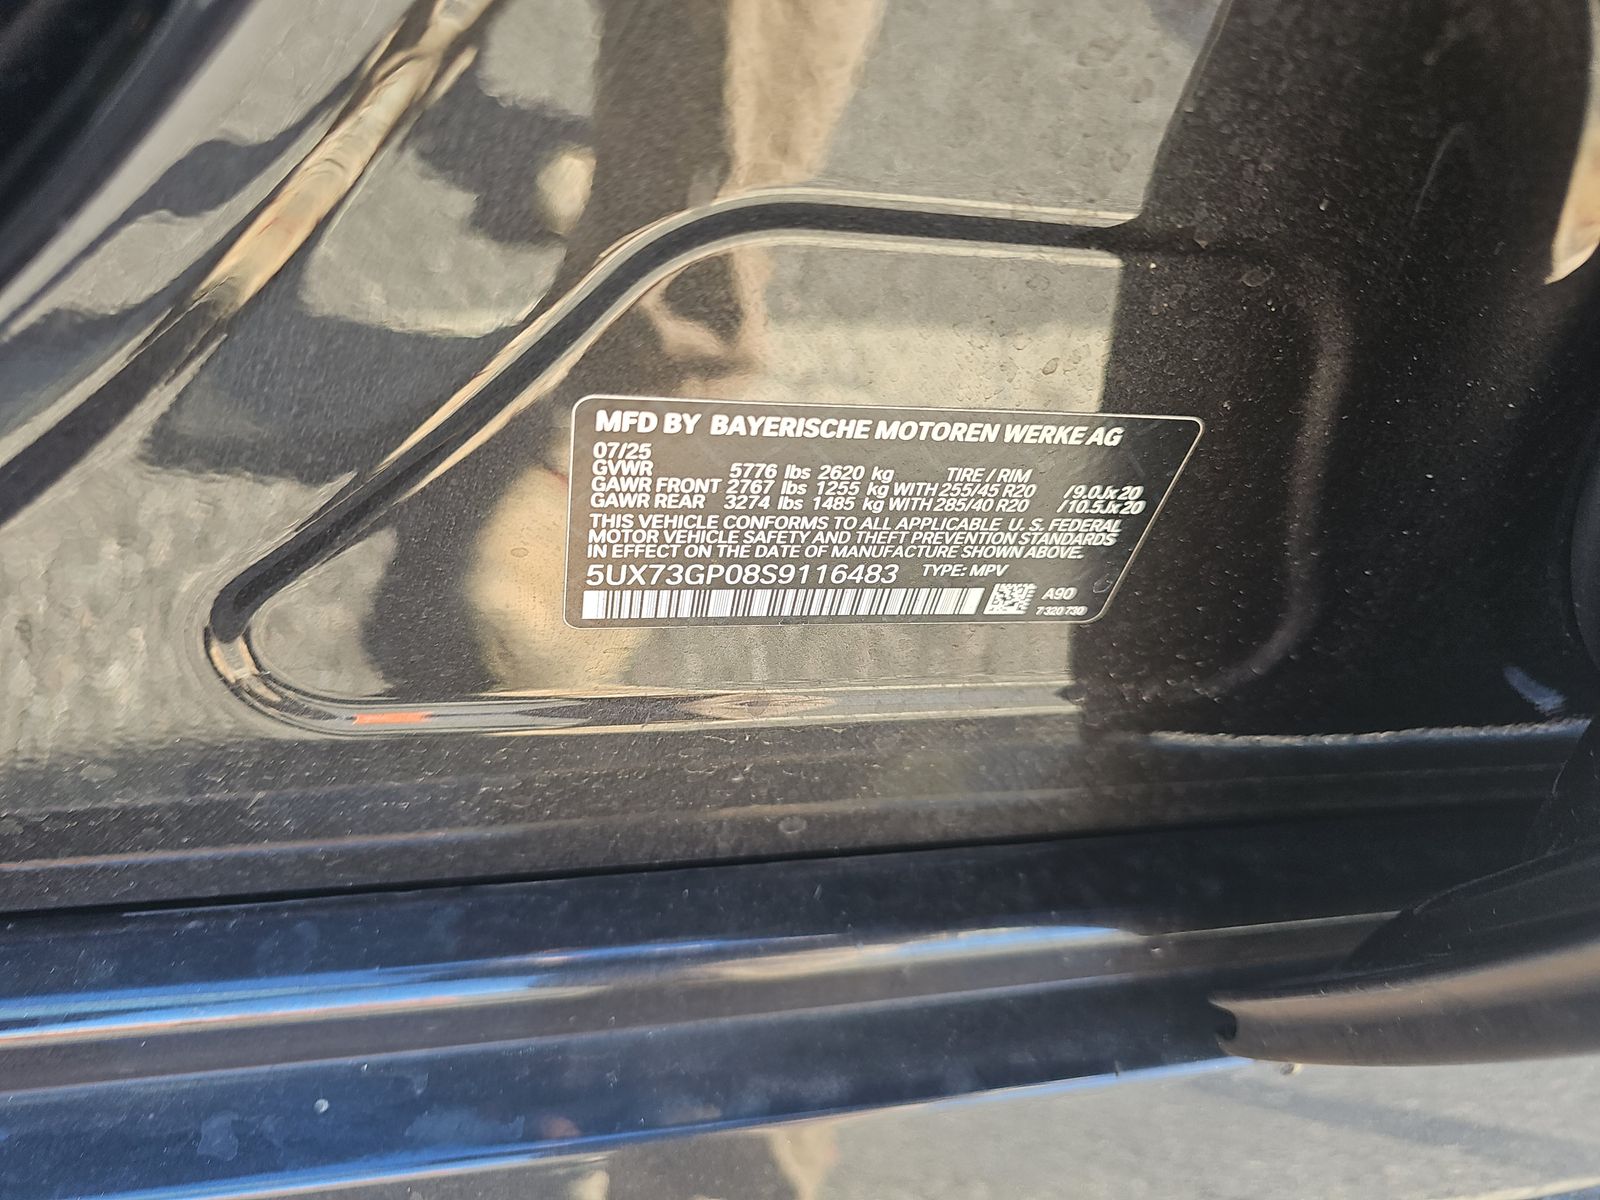 MFD BY BAYERISCHE MOTOREN WERKE AG
07/25
GVWR 5776 lbs 2620 kg TIRE / RIM
GAWR FRONT 2767 lbs 1255 kg WITH 255/45 R20 / 9.0Jx20
GAWR REAR 3274 lbs 1485 kg WITH 285/40 R20 / 10.5Jx20
THIS VEHICLE CONFORMS TO ALL APPLICABLE U.S. FEDERAL
MOTOR VEHICLE SAFETY AND THEFT PREVENTION STANDARDS
IN EFFECT ON THE DATE OF MANUFACTURE SHOWN ABOVE.
5UX73GP08S9116483 TYPE: MPV
A90
7 320 730